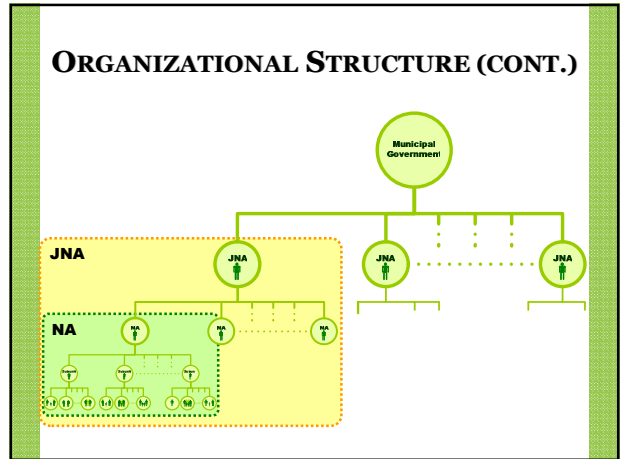 ORGANIZATIONAL STRUCTURE (CONT.)
Municipal
Government
JNA
JNA
JNA
JNA
NA
NA
NA
NA